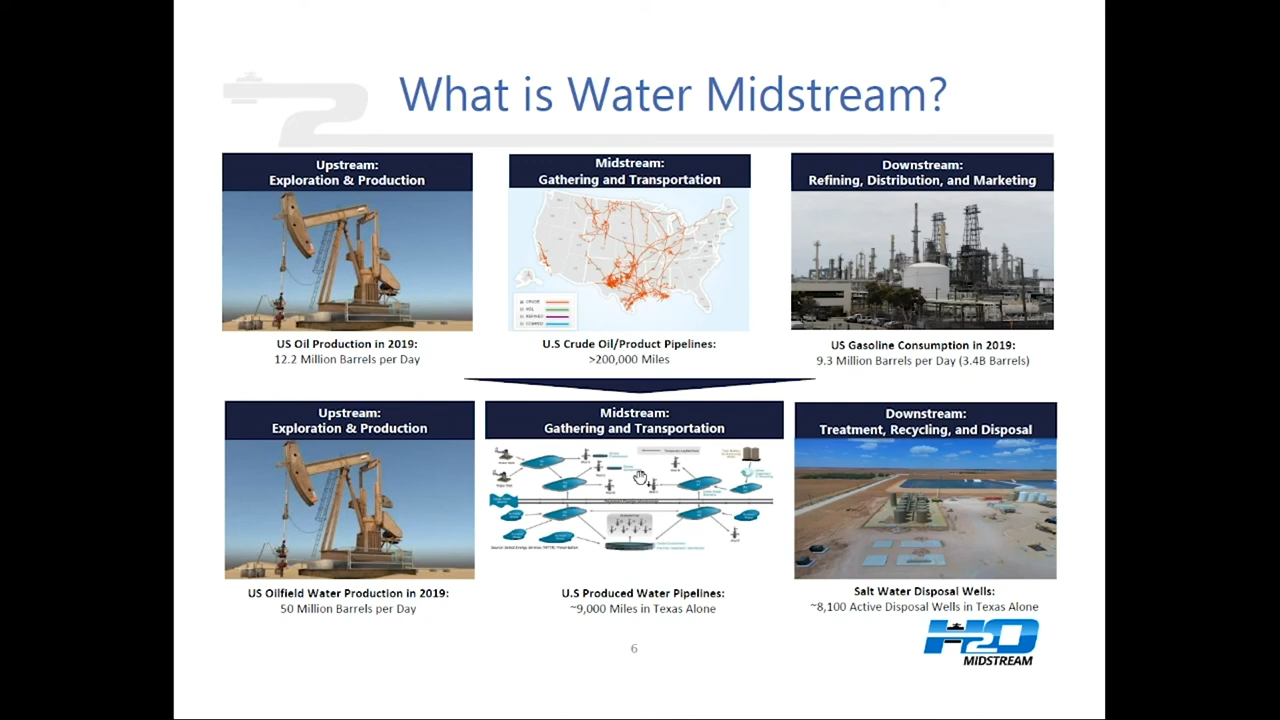 What is Water Midstream?
Upstream:
Exploration & Production
Midstream:
Gathering and Transportation
Downstream:
Refining, Distribution, and Marketing
CRUDE
US Oil Production in 2019:
12.2 Million Barrels per Day
U.S Crude Oil/Product Pipelines:
>200,000 Miles
US Gasoline Consumption in 2019:
9.3 Million Barrels per Day (3.4B Barrels)
Upstream:
Exploration & Production
Midstream:
Gathering and Transportation
Downstream:
Treatment, Recycling, and Disposal
US Oilfield Water Production in 2019:
50 Million Barrels per Day
U.S Produced Water Pipelines:
~9,000 Miles in Texas Alone
Salt Water Disposal Wells:
~8,100 Active Disposal Wells in Texas Alone
6
H2O
MIDSTREAM